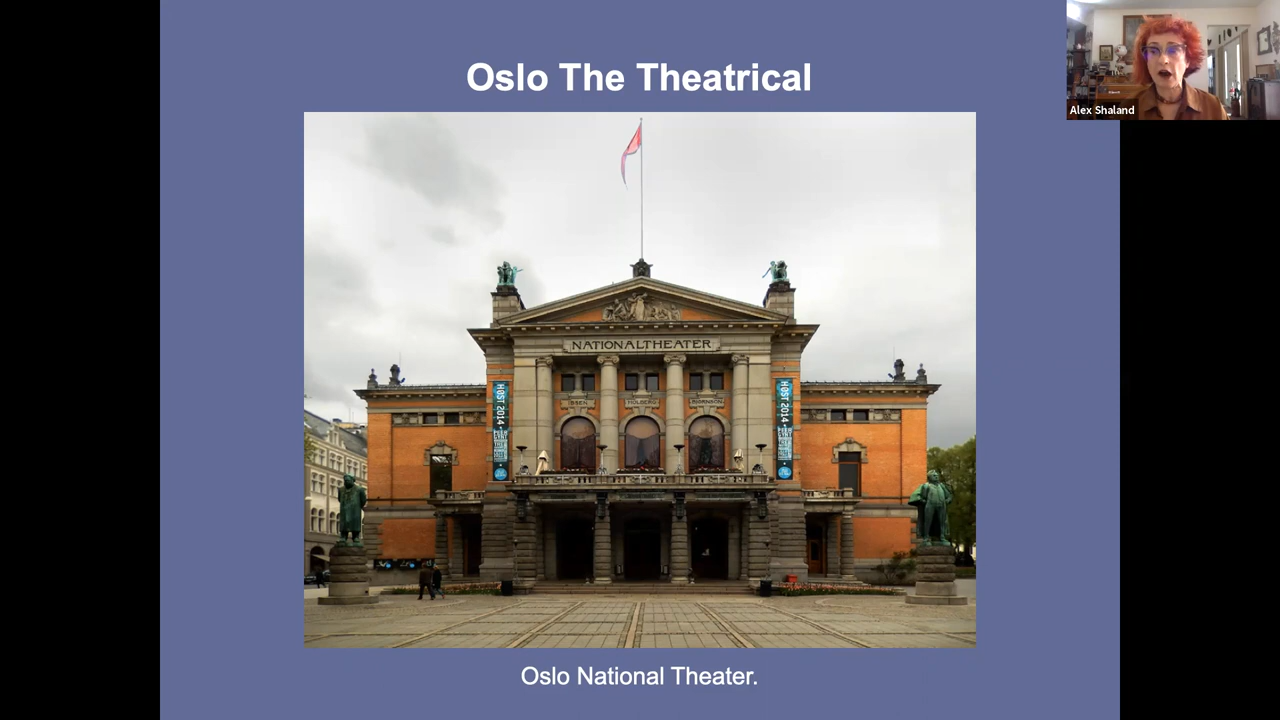 Oslo The Theatrical
Alex Shaland
NATIONALTHEATER
IBSEN
HOLBERG
BJØRNSON
HØST 2014
HØST 2014
Oslo National Theater.